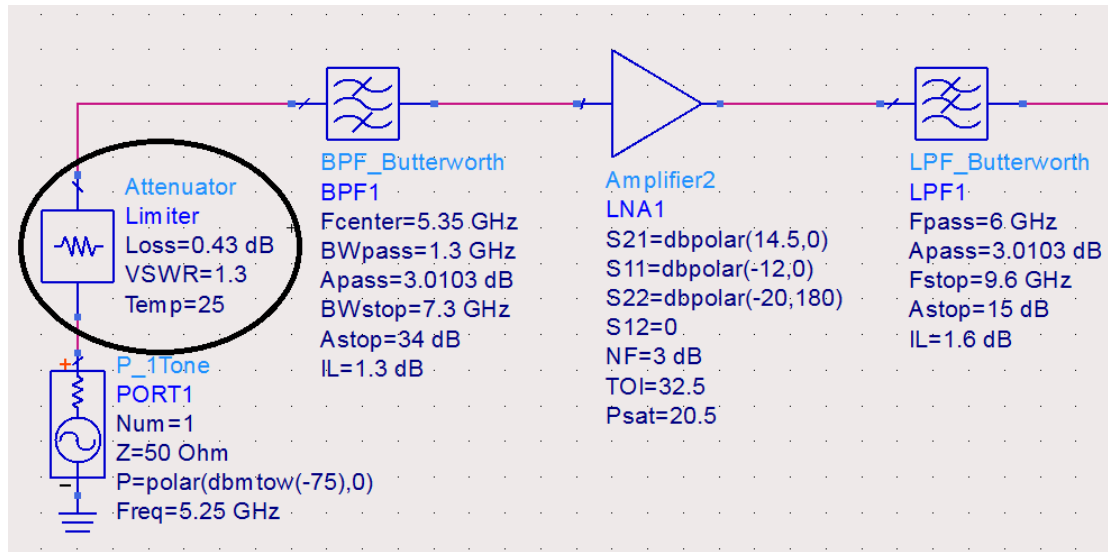 Attenuator
Limiter
Loss=0.43 dB
VSWR=1.3
Temp=25
P_1Tone
PORT1
Num=1
Z=50 Ohm
P=polar(dbmtow(-75),0)
Freq=5.25 GHz
BPF_Butterworth
BPF1
Fcenter=5.35 GHz
BWpass=1.3 GHz
Apass=3.0103 dB
BWstop=7.3 GHz
Astop=34 dB
IL=1.3 dB
Amplifier2
LNA1
S21=dbpolar(14.5,0)
S11=dbpolar(-12,0)
S22=dbpolar(-20,180)
S12=0
NF=3 dB
TOI=32.5
Psat=20.5
LPF_Butterworth
LPF1
Fpass=6 GHz
Apass=3.0103 dB
Fstop=9.6 GHz
Astop=15 dB
IL=1.6 dB